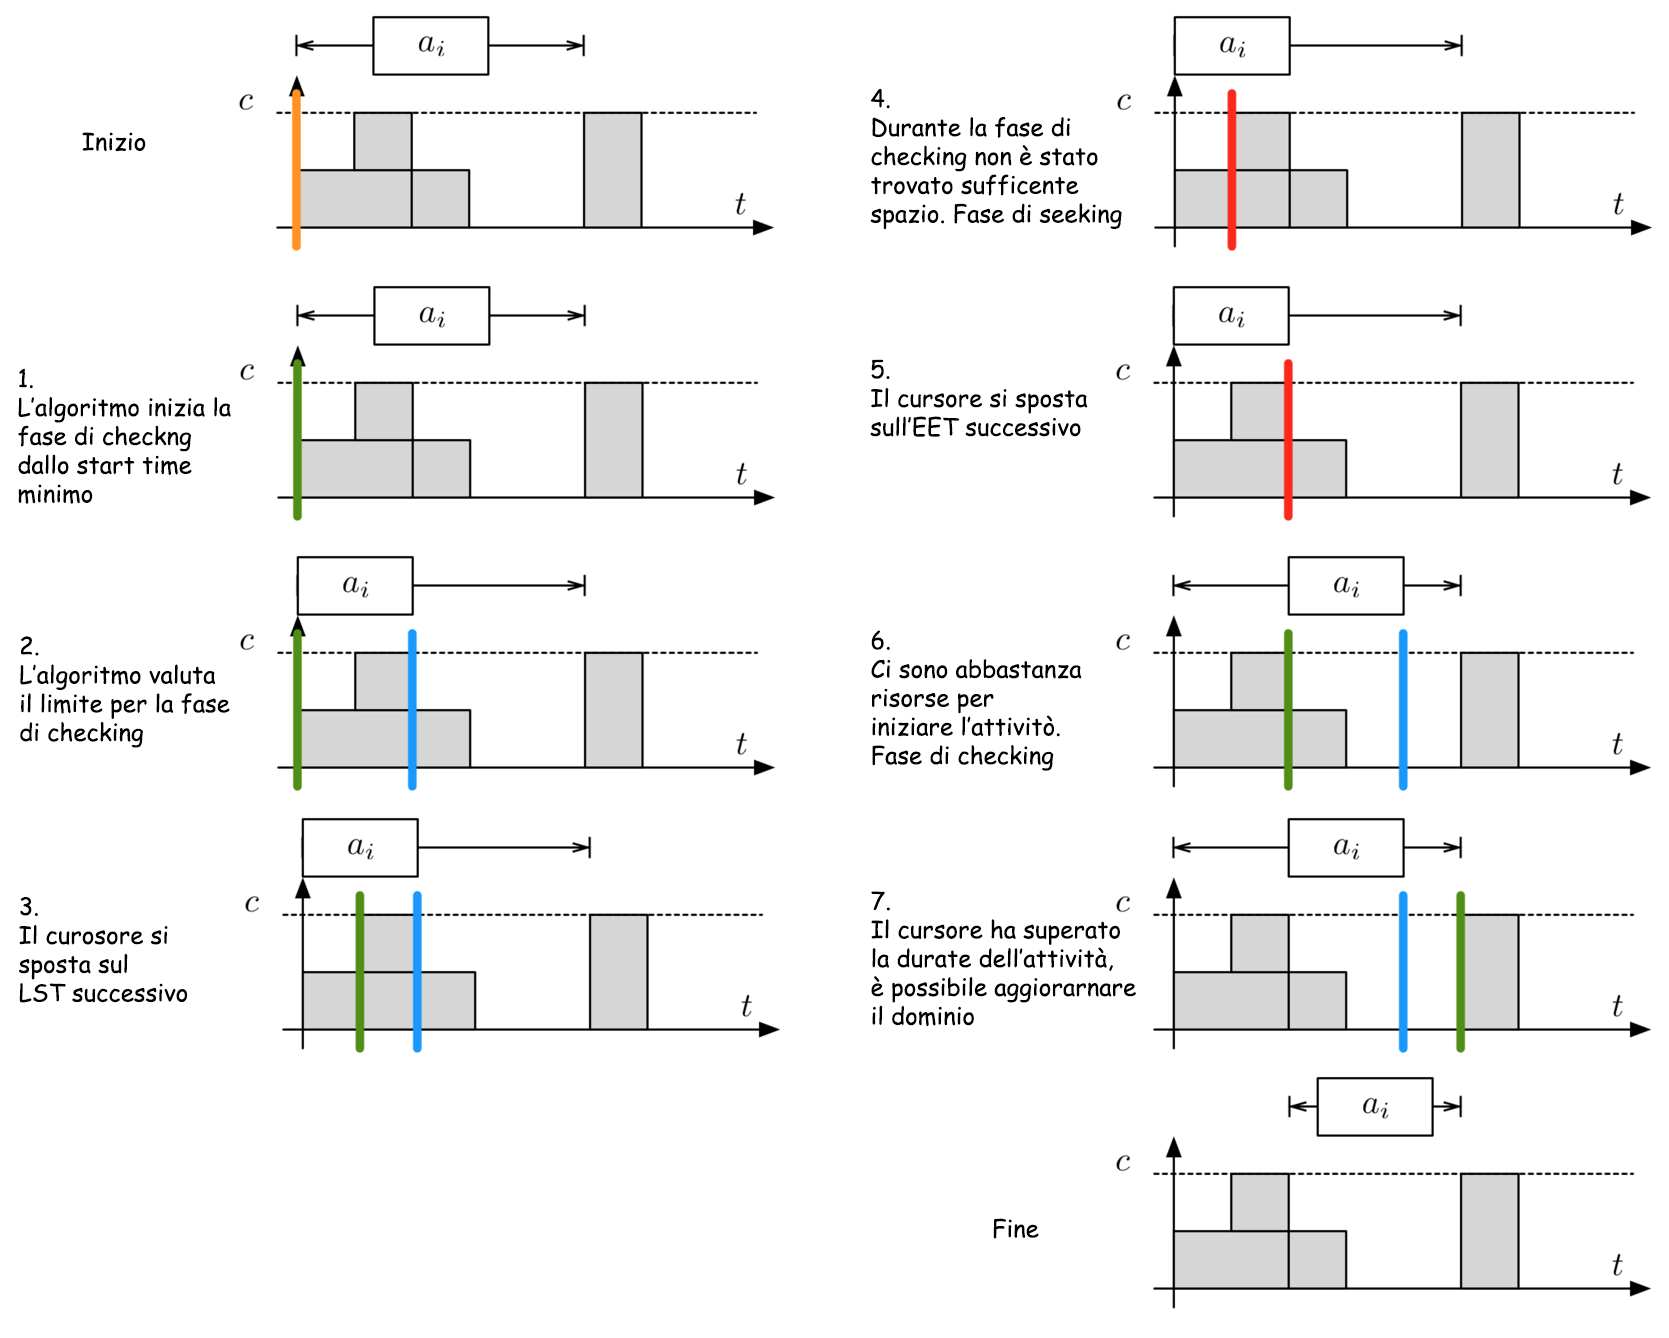 a_i
c
Inizio
t
a_i
1.
L'algoritmo inizia la
fase di checkng
dallo start time
minimo
c
t
a_i
2.
L'algoritmo valuta
il limite per la fase
di checking
c
t
a_i
3.
Il curosore si
sposta sul
LST successivo
c
t
a_i
4.
Durante la fase di
checking non è stato
trovato sufficente
spazio. Fase di seeking
c
t
a_i
5.
Il cursore si sposta
sull'EET successivo
c
t
a_i
6.
Ci sono abbastanza
risorse per
iniziare l'attivitò.
Fase di checking
c
t
a_i
7.
Il cursore ha superato
la durate dell'attività,
è possibile aggiorarnare
il dominio
c
t
a_i
c
Fine
t